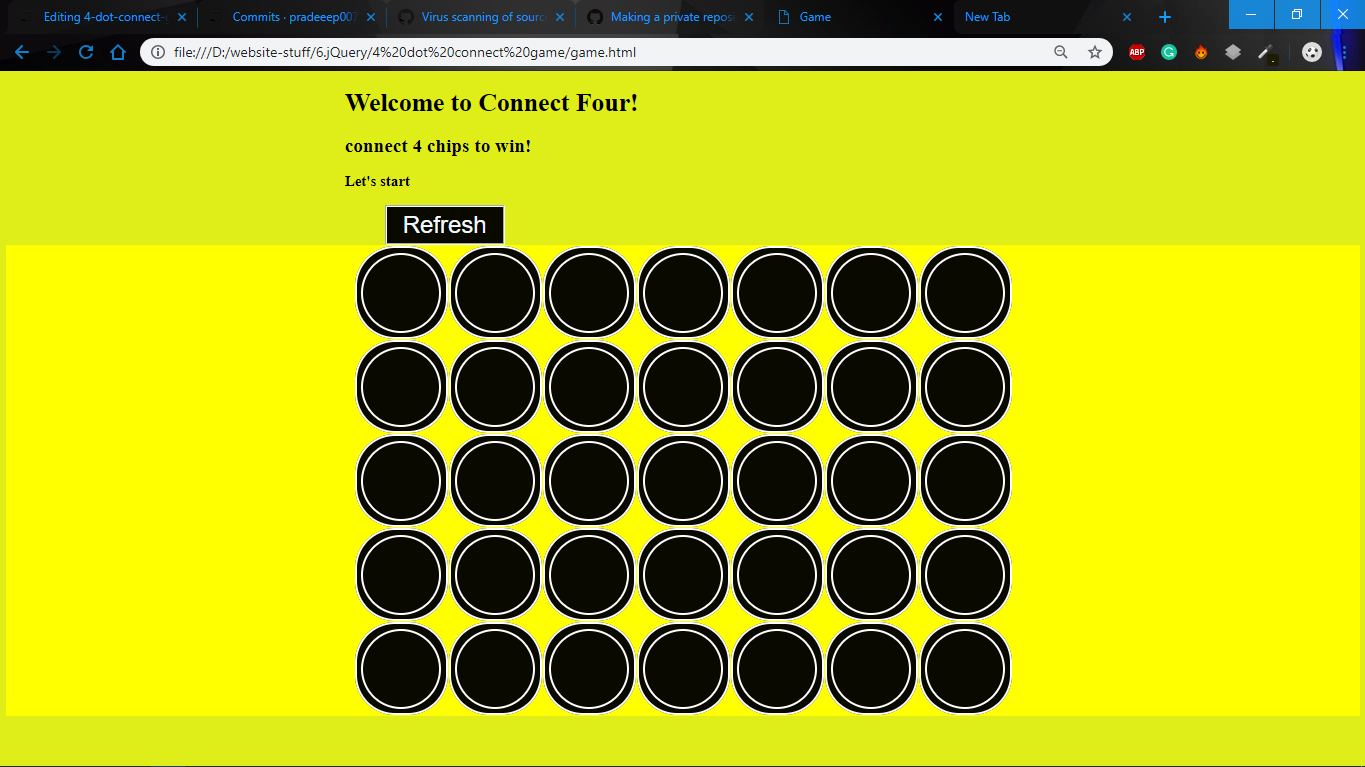 Editing 4-dot-connect-
Commits · pradeeep007
Virus scanning of sourc
Making a private reposi
Game
New Tab
file:///D:/website-stuff/6.jQuery/4%20dot%20connect%20game/game.html
ABP
Welcome to Connect Four!
connect 4 chips to win!
Let's start
Refresh